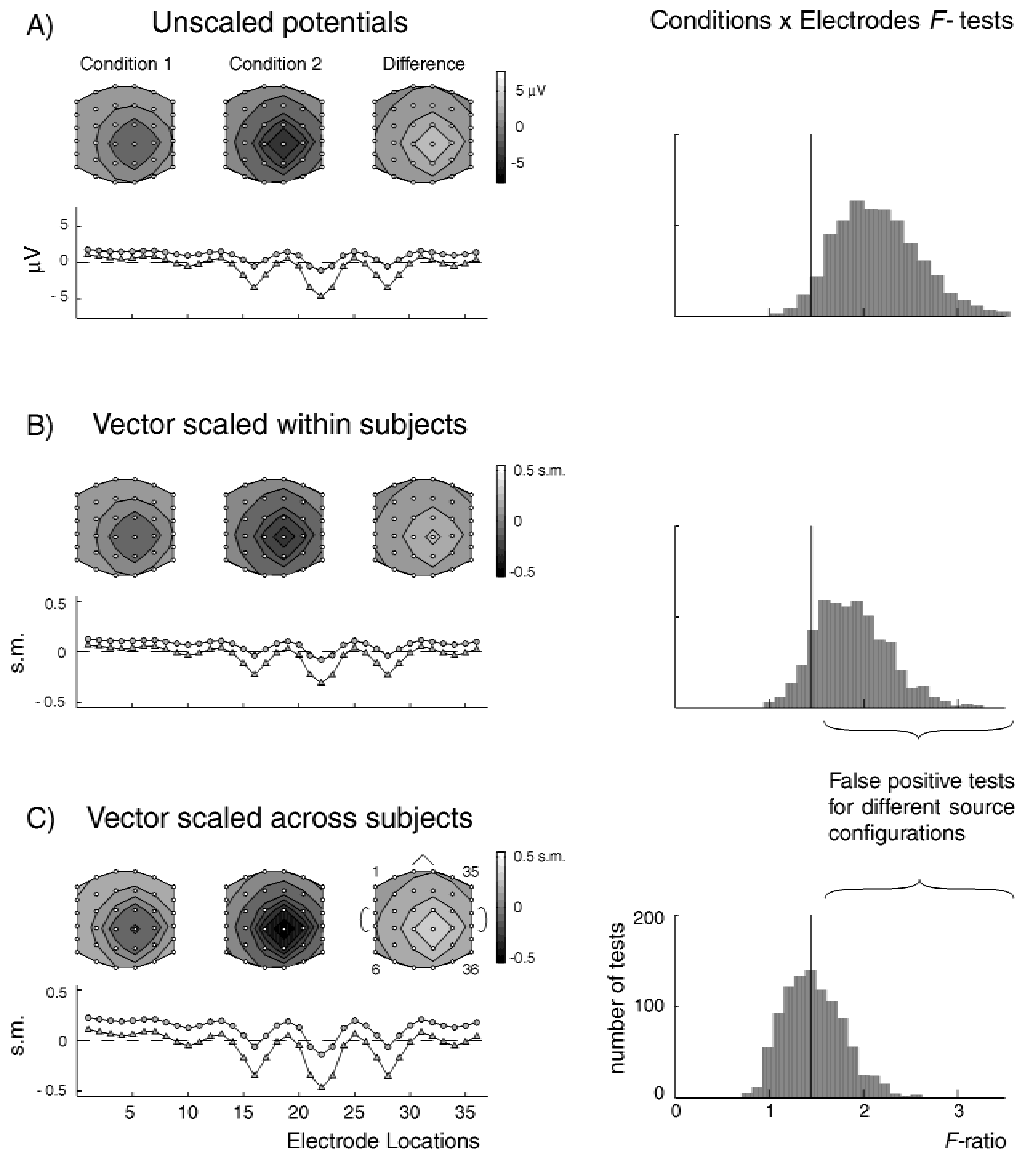 A) Unscaled potentials
Conditions x Electrodes F- tests
Condition 1 Condition 2 Difference
5 µV
0
-5
µV
5
0
- 5
B) Vector scaled within subjects
0.5 s.m.
0
-0.5
s.m.
0.5
0
- 0.5
False positive tests
for different source
configurations
C) Vector scaled across subjects
1 35
6 36
0.5 s.m.
0
-0.5
s.m.
0.5
0
- 0.5
5 10 15 20 25 30 35
Electrode Locations
number of tests
200
100
0
0 1 2 3
F-ratio